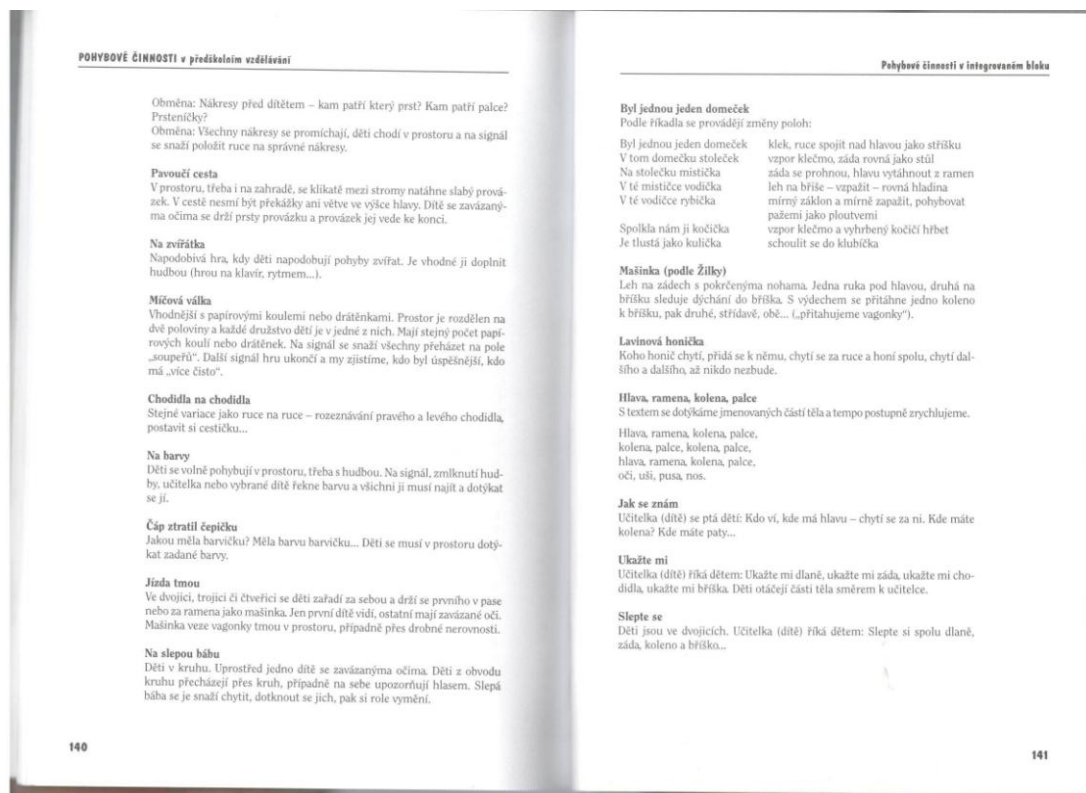 POHYBOVÉ ČINNOSTI v předškolním vzdělávání
Obměna: Nákresy před dítětem – kam patří který prst? Kam patří palce?
Prsteníčky?
Obměna: Všechny nákresy se promíchají, děti chodí v prostoru a na signál
se snaží položit ruce na správné nákresy.
Pavoučí cesta
V prostoru, třeba i na zahradě, se klikatě mezi stromy natáhne slabý prová-
zek. V cestě nesmí být překážky ani větve ve výšce hlavy. Dítě se zavázaný-
ma očima se drží prsty provázku a provázek jej vede ke konci.
Na zvířátka
Napodobivá hra, kdy děti napodobují pohyby zvířat. Je vhodné ji doplnit
hudbou (hrou na klavír, rytmem...).
Míčová válka
Vhodnější s papírovými koulemi nebo drátěnkami. Prostor je rozdělen na
dvě poloviny a každé družstvo dětí je v jedné z nich. Mají stejný počet papí-
rových koulí nebo drátěnek. Na signál se snaží všechny přeházet na pole
„soupeřů“. Další signál hru ukončí a my zjistíme, kdo byl úspěšnější, kdo
má „více čisto“.
Chodidla na chodidla
Stejné variace jako ruce na ruce – rozeznávání pravého a levého chodidla,
postavit si cestičku...
Na barvy
Děti se volně pohybují v prostoru, třeba s hudbou. Na signál, zmlknutí hud-
by, učitelka nebo vybrané dítě řekne barvu a všichni ji musí najít a dotýkat
se jí.
Čáp ztratil čepičku
Jakou měla barvičku? Měla barvu barvičku... Děti se musí v prostoru dotý-
kat zadané barvy.
Jízda tmou
Ve dvojici, trojici či čtveřici se děti zařadí za sebou a drží se prvního v pase
nebo za ramena jako mašinka. Jen první dítě vidí, ostatní mají zavázané oči.
Mašinka veze vagonky tmou v prostoru, případně přes drobné nerovnosti.
Na slepou bábu
Děti v kruhu. Uprostřed jedno dítě se zavázanýma očima. Děti z obvodu
kruhu přecházejí přes kruh, případně na sebe upozorňují hlasem. Slepá
bába se je snaží chytit, dotknout se jich, pak si role vymění.
140
Pohybové činnosti v integrovaném bloku
Byl jednou jeden domeček
Podle říkadla se provádějí změny poloh:
Byl jednou jeden domeček klek, ruce spojit nad hlavou jako stříšku
V tom domečku stoleček vzpor klečmo, záda rovná jako stůl
Na stolečku mistička záda se prohnou, hlavu vytáhnout z ramen
V té mističce vodička leh na břiše – vzpažit – rovná hladina
V té vodičce rybička mírný záklon a mírně zapažit, pohybovat
pažemi jako ploutvemi
Spolkla nám ji kočička vzpor klečmo a vyhrbený kočičí hřbet
Je tlustá jako kulička schoulit se do klubíčka
Mašinka (podle Žilky)
Leh na zádech s pokrčenýma nohama. Jedna ruka pod hlavou, druhá na
bříšku sleduje dýchání do bříška. S výdechem se přitáhne jedno koleno
k bříšku, pak druhé, střídavě, obě... („přitahujeme vagonky“).
Lavinová honička
Koho honič chytí, přidá se k němu, chytí se za ruce a honí spolu, chytí dal-
šího a dalšího, až nikdo nezbude.
Hlava, ramena, kolena, palce
S textem se dotýkáme jmenovaných částí těla a tempo postupně zrychlujeme.
Hlava, ramena, kolena, palce,
kolena, palce, kolena, palce,
hlava, ramena, kolena, palce,
oči, uši, pusa, nos.
Jak se znám
Učitelka (dítě) se ptá dětí: Kdo ví, kde má hlavu – chytí se za ni. Kde máte
kolena? Kde máte paty...
Ukažte mi
Učitelka (dítě) říká dětem: Ukažte mi dlaně, ukažte mi záda, ukažte mi cho-
didla, ukažte mi bříška. Děti otáčejí části těla směrem k učitelce.
Slepte se
Děti jsou ve dvojicích. Učitelka (dítě) říká dětem: Slepte si spolu dlaně,
záda, koleno a bříško...
141